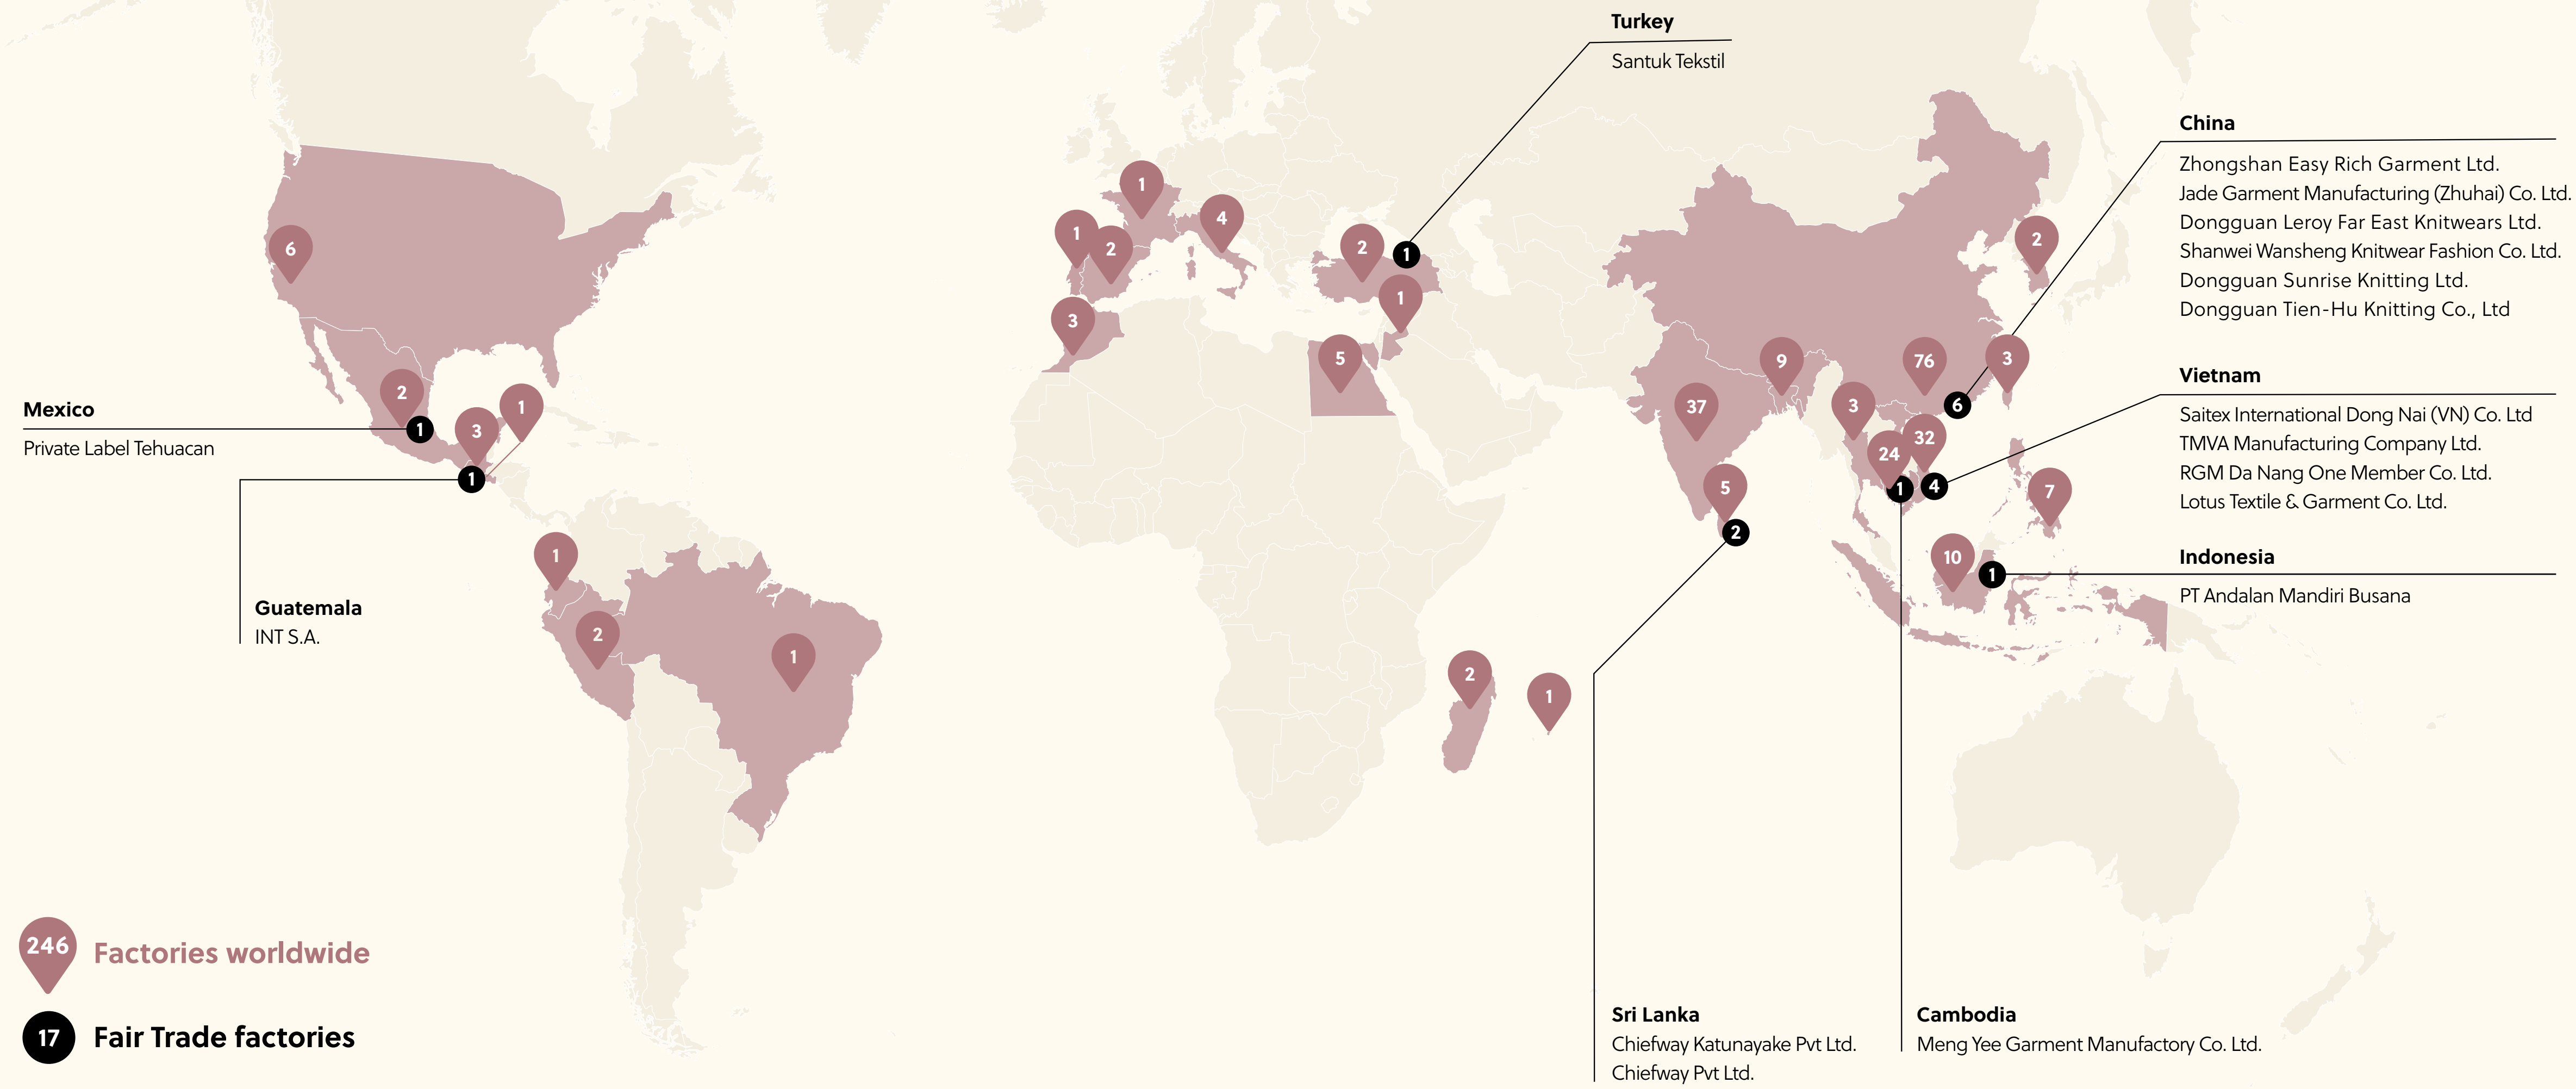 Turkey
Santuk Tekstil
China
Zhongshan Easy Rich Garment Ltd.
Jade Garment Manufacturing (Zhuhai) Co. Ltd.
Dongguan Leroy Far East Knitwears Ltd.
Shanwei Wansheng Knitwear Fashion Co. Ltd.
Dongguan Sunrise Knitting Ltd.
Dongguan Tien-Hu Knitting Co., Ltd
Vietnam
Saitex International Dong Nai (VN) Co. Ltd
TMVA Manufacturing Company Ltd.
RGM Da Nang One Member Co. Ltd.
Lotus Textile & Garment Co. Ltd.
Indonesia
PT Andalan Mandiri Busana
Mexico
Private Label Tehuacan
Guatemala
INT S.A.
6
2
1
3
1
1
1
2
1
1
1
2
4
2
1
1
3
5
2
1
37
9
76
2
3
6
3
32
24
1
4
5
2
7
10
1
246 Factories worldwide
17 Fair Trade factories
Sri Lanka
Chiefway Katunayake Pvt Ltd.
Chiefway Pvt Ltd.
Cambodia
Meng Yee Garment Manufactory Co. Ltd.